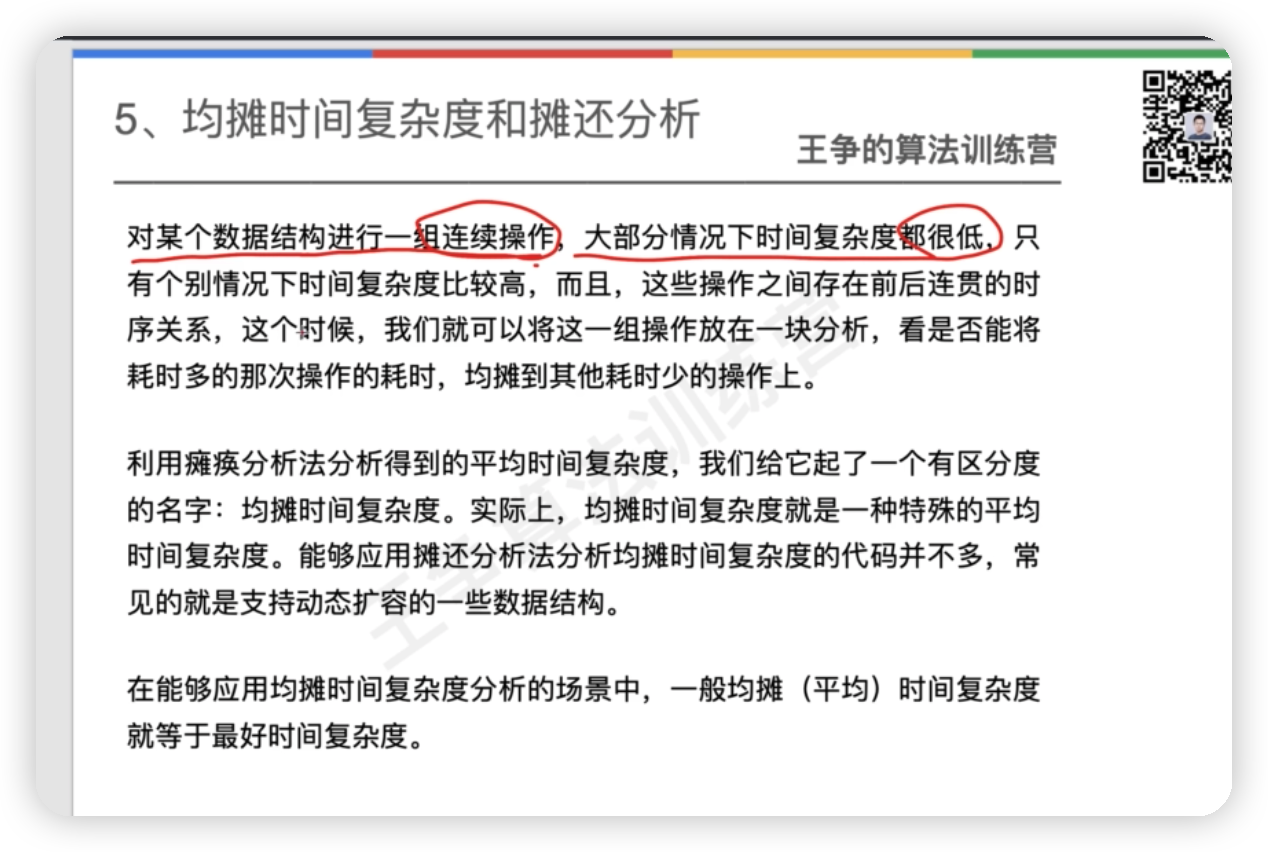 5、均摊时间复杂度和摊还分析
王争的算法训练营
对某个数据结构进行一组连续操作，大部分情况下时间复杂度都很低，只
有个别情况下时间复杂度比较高，而且，这些操作之间存在前后连贯的时
序关系，这个时候，我们就可以将这一组操作放在一块分析，看是否能将
耗时多的那次操作的耗时，均摊到其他耗时少的操作上。
利用瘫痪分析法分析得到的平均时间复杂度，我们给它起了一个有区分度
的名字：均摊时间复杂度。实际上，均摊时间复杂度就是一种特殊的平均
时间复杂度。能够应用摊还分析法分析均摊时间复杂度的代码并不多，常
见的就是支持动态扩容的一些数据结构。
在能够应用均摊时间复杂度分析的场景中，一般均摊（平均）时间复杂度
就等于最好时间复杂度。
王争算法训练营